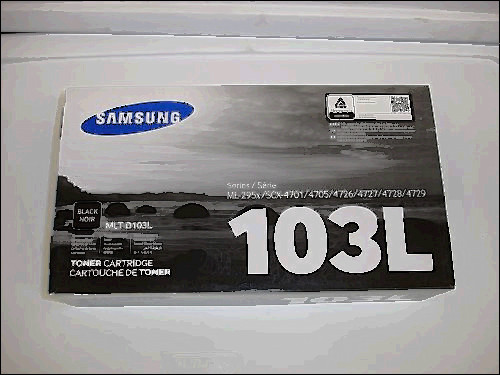 SAMSUNG
Series / Série
ML-295x/SCX-4701/4705/4726/4727/4728/4729
BLACK
NOIR
MLT-D103L
103L
TONER CARTRIDGE
CARTOUCHE DE TONER
103L